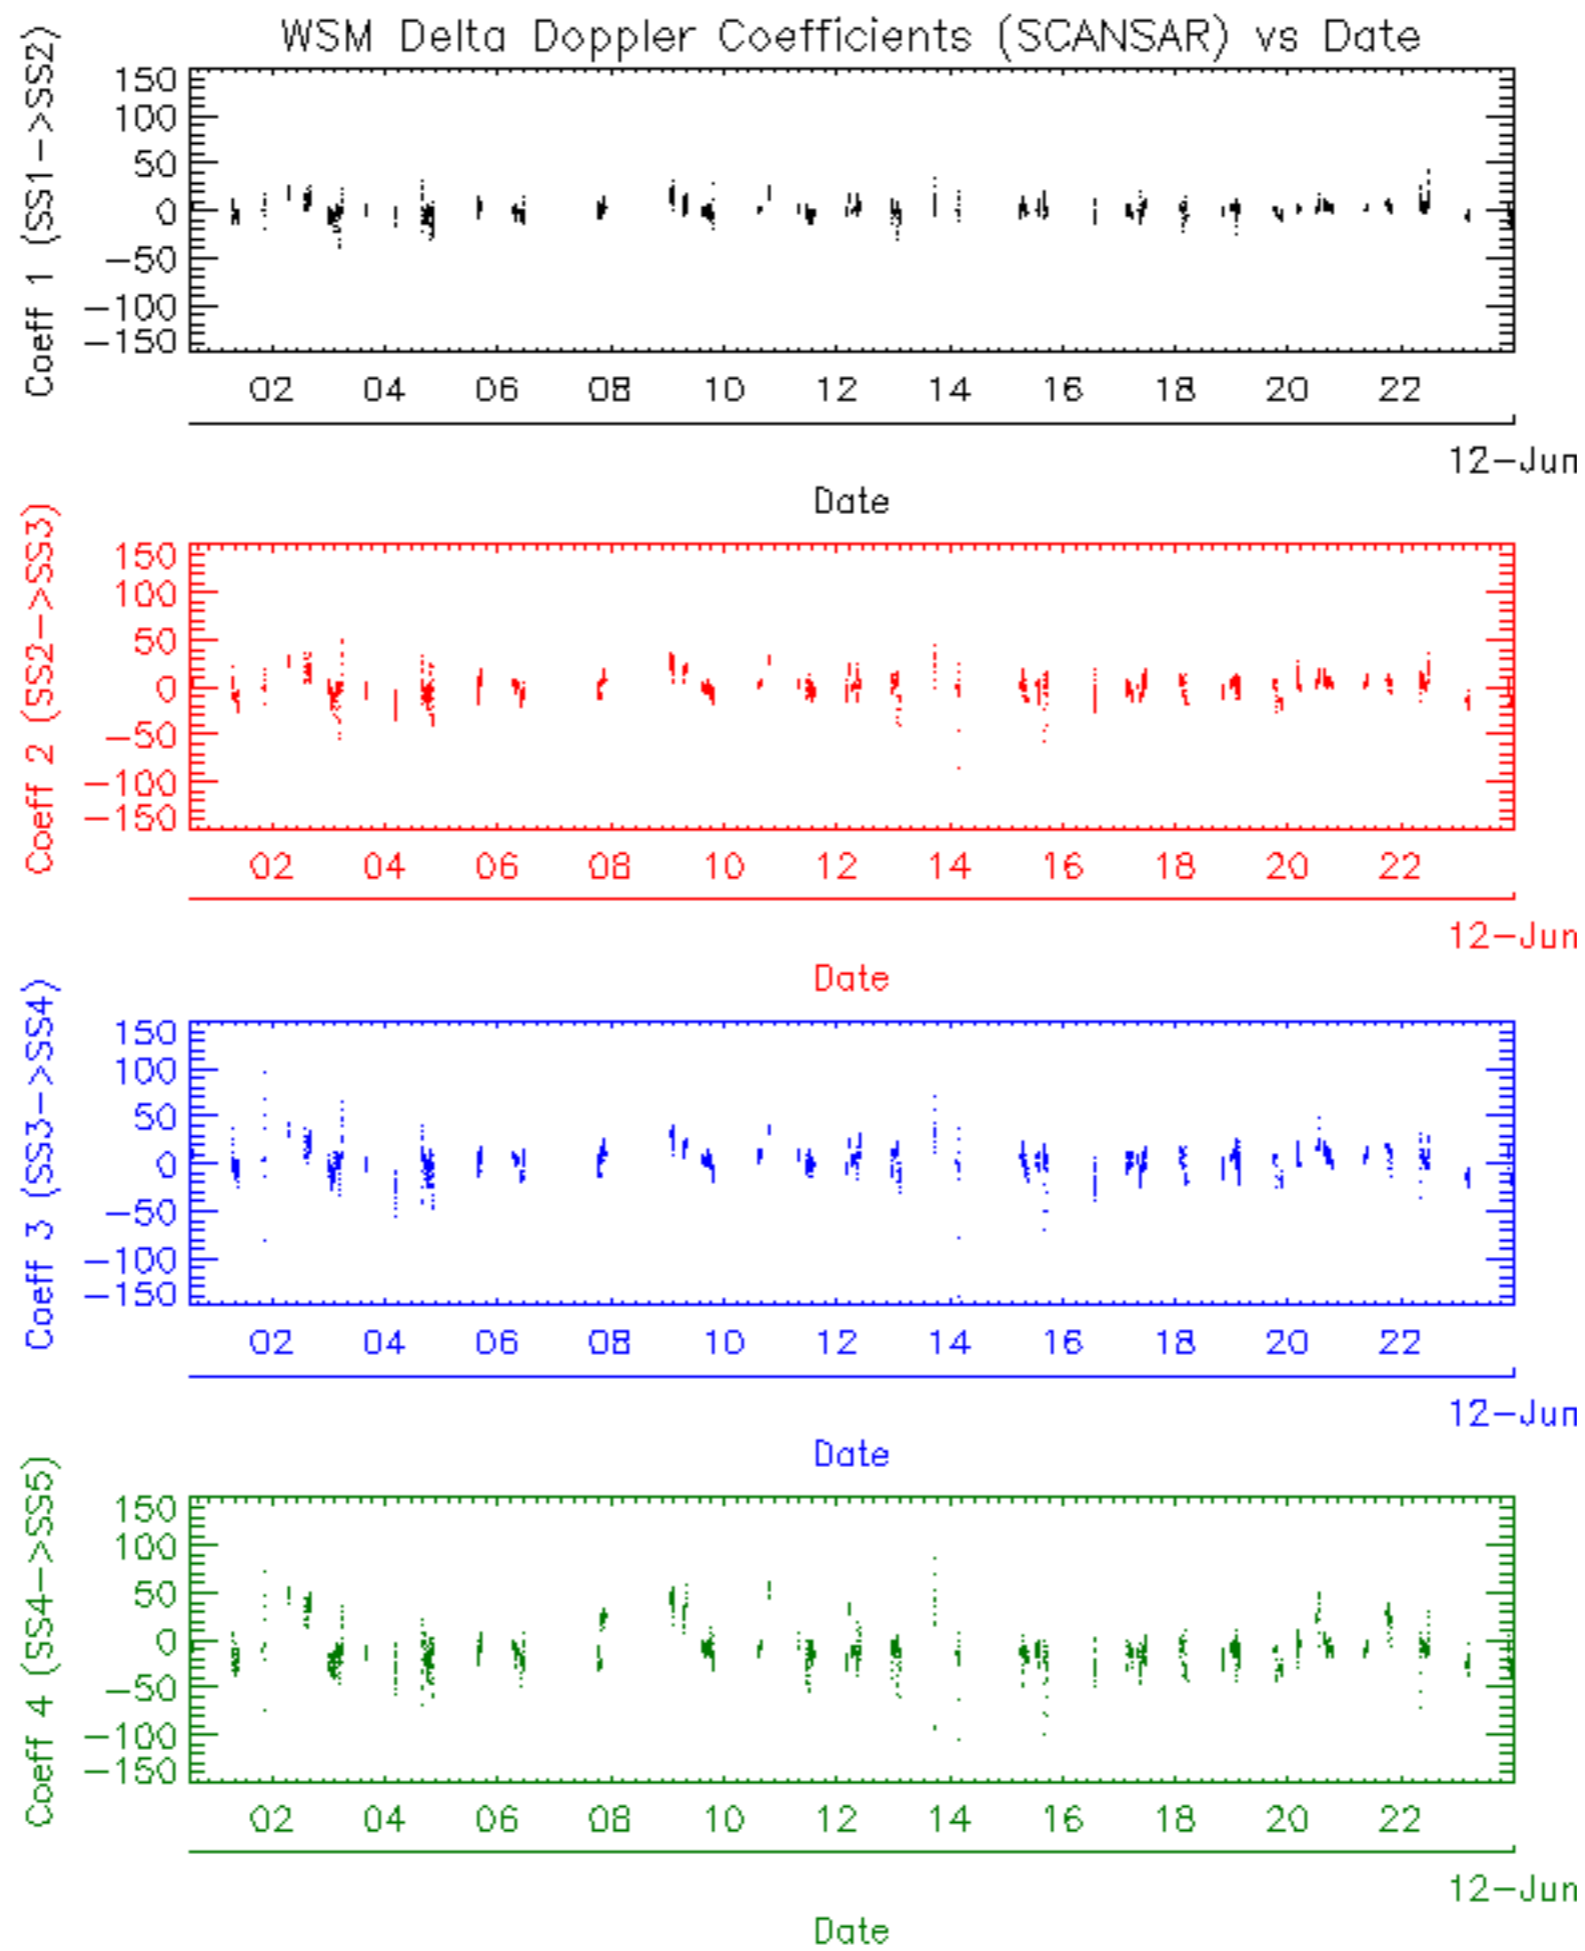 WSM Delta Doppler Coefficients (SCANSAR) vs Date
Coeff 1 (SS1->SS2)
150
100
50
0
-50
-100
-150
02 04 06 08 10 12 14 16 18 20 22
12-Jun
Date
Coeff 2 (SS2->SS3)
150
100
50
0
-50
-100
-150
02 04 06 08 10 12 14 16 18 20 22
12-Jun
Date
Coeff 3 (SS3->SS4)
150
100
50
0
-50
-100
-150
02 04 06 08 10 12 14 16 18 20 22
12-Jun
Date
Coeff 4 (SS4->SS5)
150
100
50
0
-50
-100
-150
02 04 06 08 10 12 14 16 18 20 22
12-Jun
Date